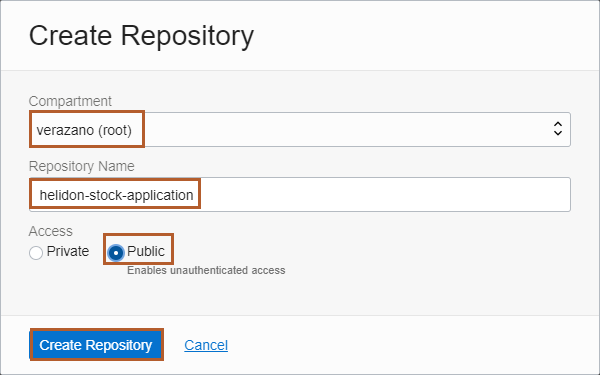 Create Repository
Compartment
verazano (root)
Repository Name
helidon-stock-application
Access
Private Public
Enables unauthenticated access
Create Repository Cancel